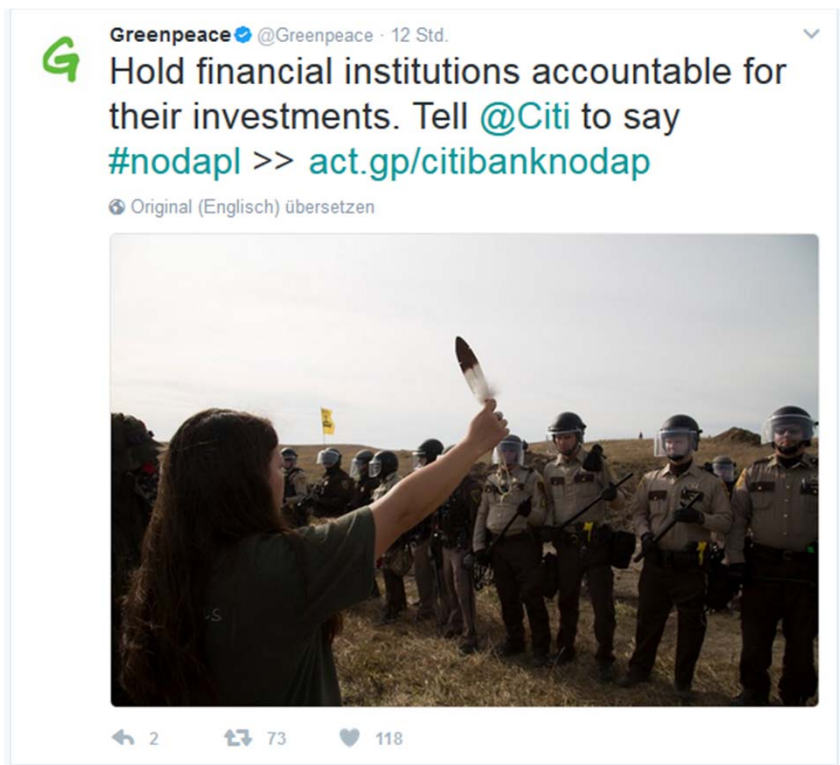 Greenpeace @Greenpeace · 12 Std.
Hold financial institutions accountable for
their investments. Tell @Citi to say
#nodapl >> act.gp/citibanknodap
Original (Englisch) übersetzen
2 73 118